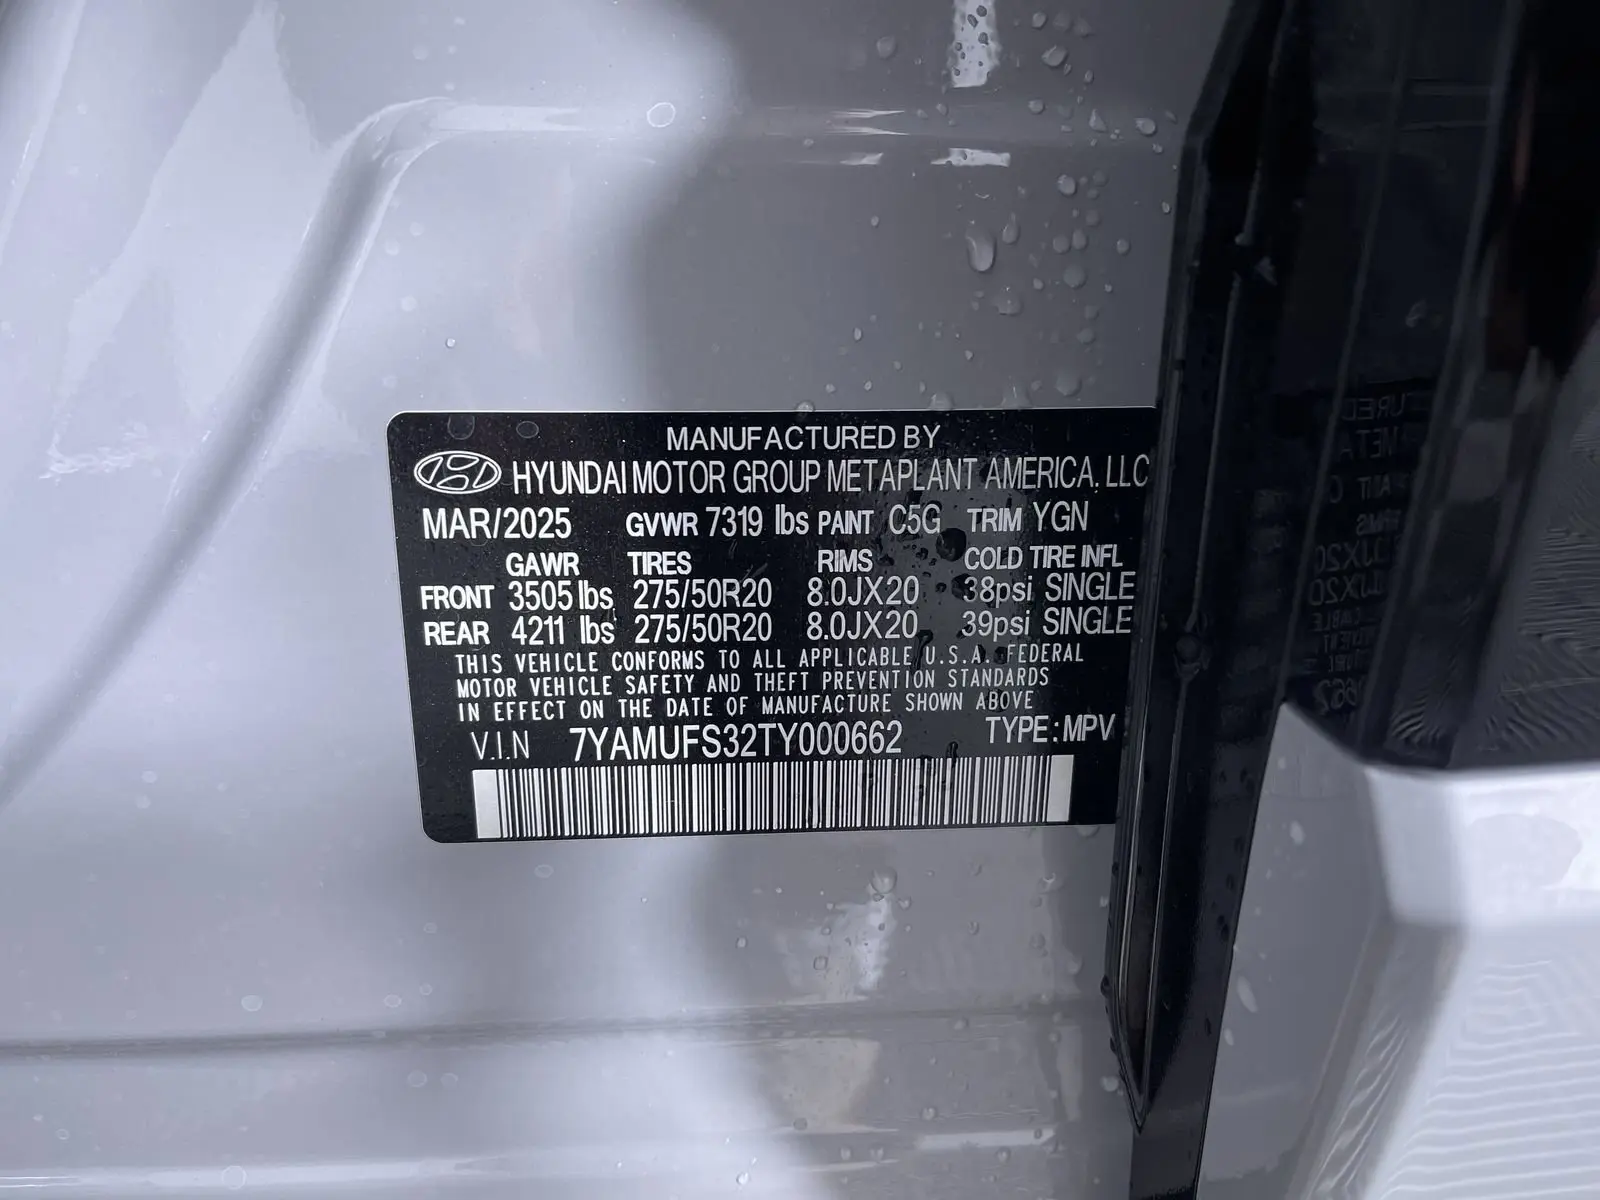 MANUFACTURED BY
HYUNDAI MOTOR GROUP METAPLANT AMERICA, LLC
MAR/2025 GVWR 7319 lbs PAINT C5G TRIM YGN
GAWR TIRES RIMS COLD TIRE INFL
FRONT 3505 lbs 275/50R20 8.0JX20 38psi SINGLE
REAR 4211 lbs 275/50R20 8.0JX20 39psi SINGLE
THIS VEHICLE CONFORMS TO ALL APPLICABLE U.S.A. FEDERAL
MOTOR VEHICLE SAFETY AND THEFT PREVENTION STANDARDS
IN EFFECT ON THE DATE OF MANUFACTURE SHOWN ABOVE
V.I.N 7YAMUFS32TY000662 TYPE: MPV